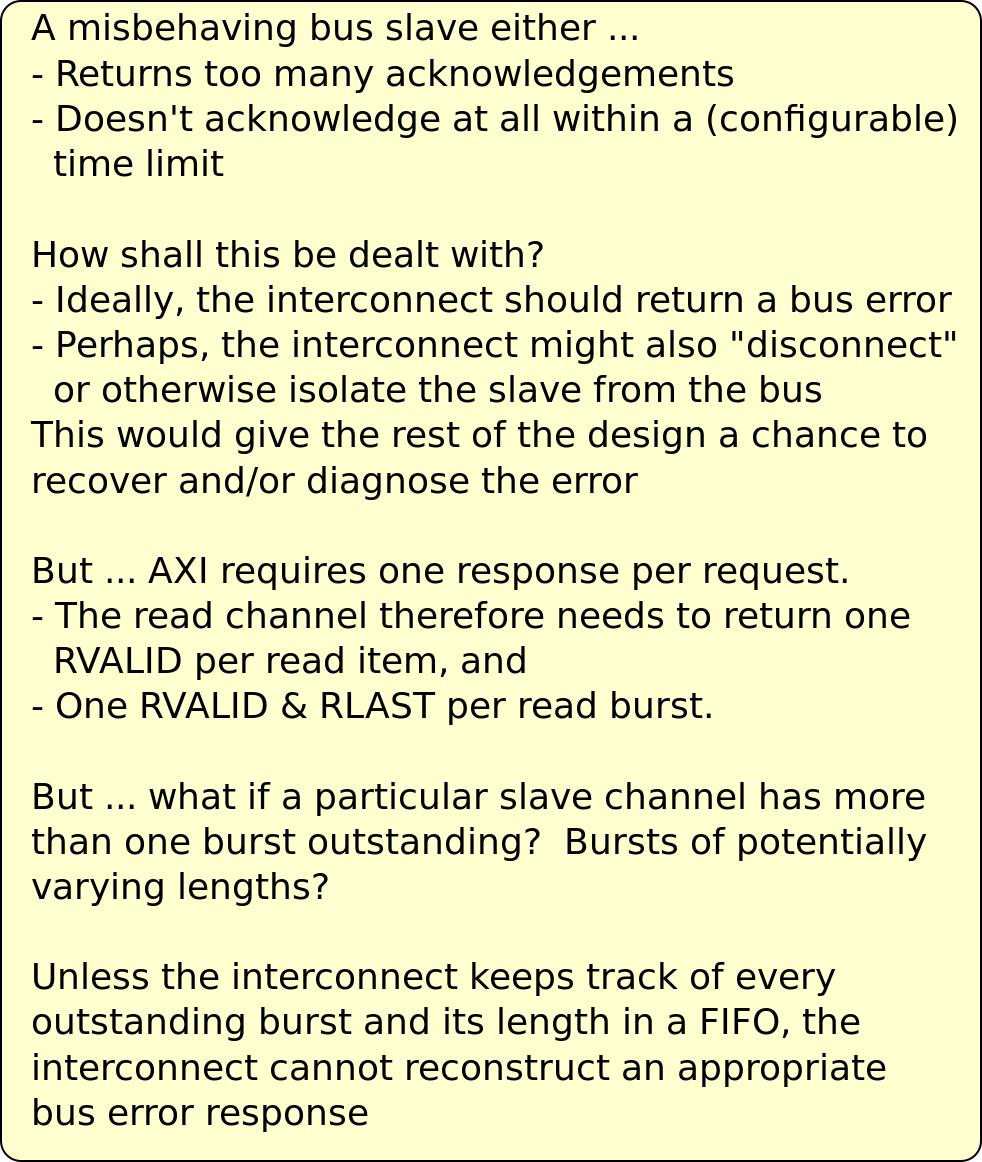 A misbehaving bus slave either ...
- Returns too many acknowledgements
- Doesn't acknowledge at all within a (configurable)
time limit
How shall this be dealt with?
- Ideally, the interconnect should return a bus error
- Perhaps, the interconnect might also "disconnect"
or otherwise isolate the slave from the bus
This would give the rest of the design a chance to
recover and/or diagnose the error
But ... AXI requires one response per request.
- The read channel therefore needs to return one
RVALID per read item, and
- One RVALID & RLAST per read burst.
But ... what if a particular slave channel has more
than one burst outstanding?  Bursts of potentially
varying lengths?
Unless the interconnect keeps track of every
outstanding burst and its length in a FIFO, the
interconnect cannot reconstruct an appropriate
bus error response